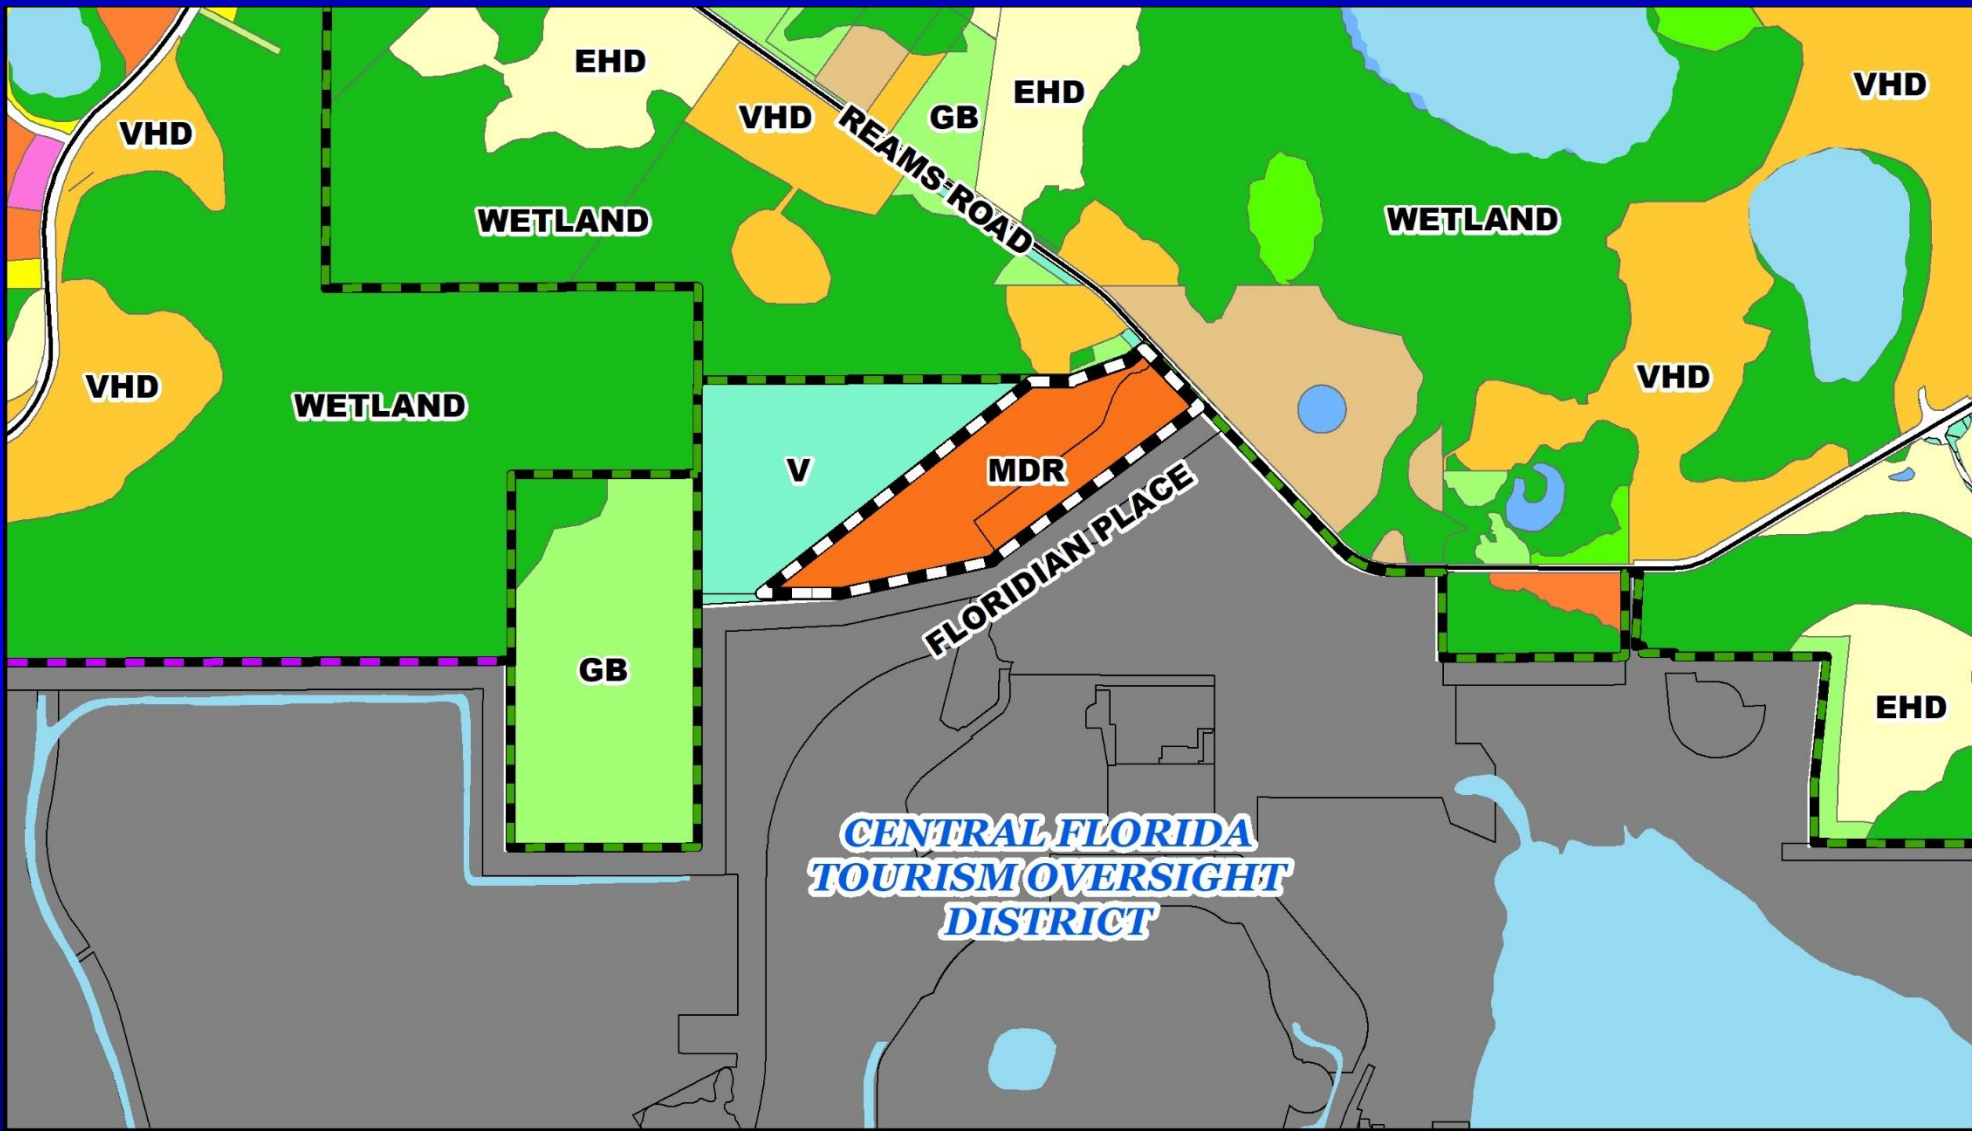 EHD
EHD
VHD
VHD
GB
VHD
REAMS ROAD
WETLAND
WETLAND
VHD
VHD
WETLAND
V
MDR
FLORIDIAN PLACE
GB
EHD
CENTRAL FLORIDA
TOURISM OVERSIGHT
DISTRICT